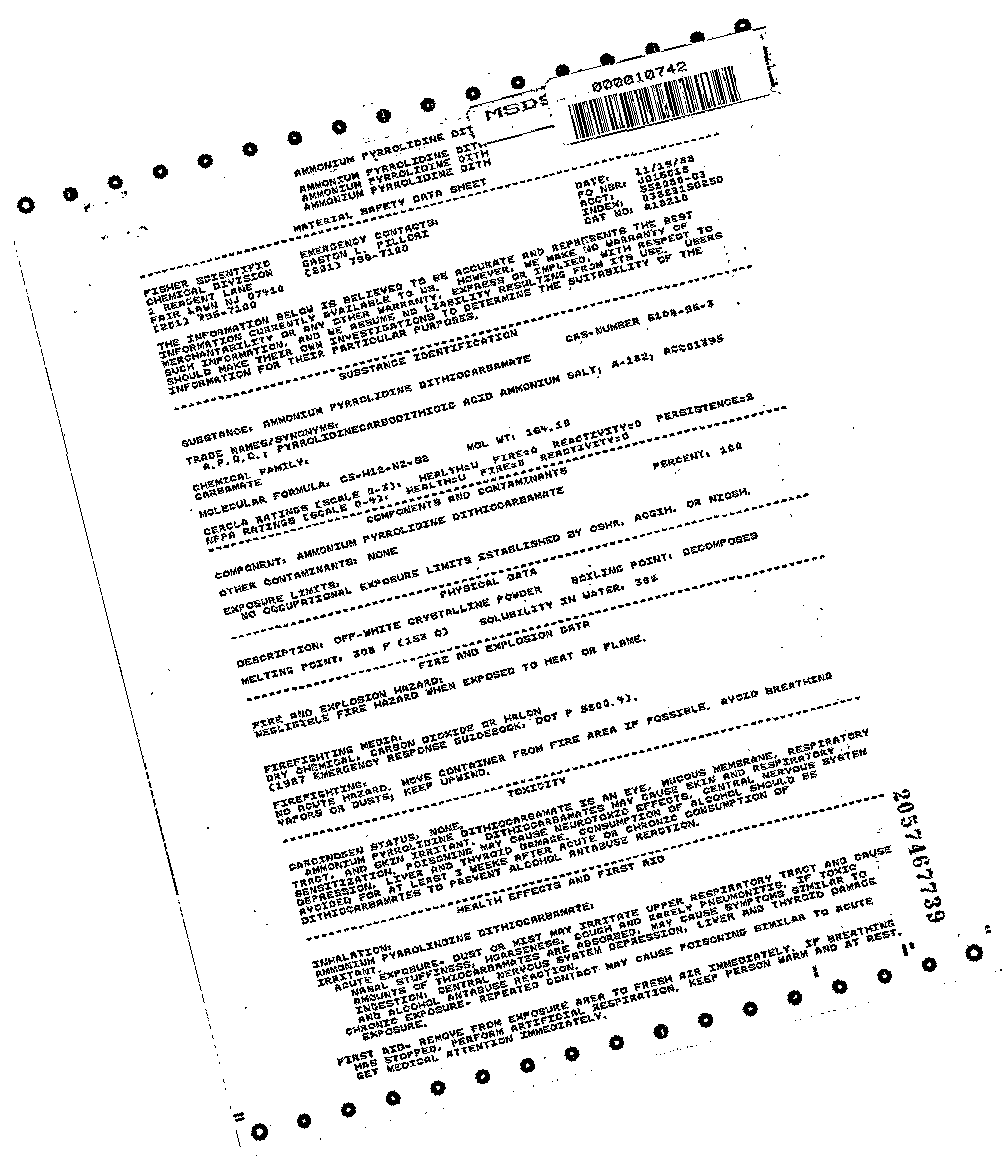 000010742
MSDS
AMMONIUM PYRROLIDINE DIT
AMMONIUM PYRROLIDINE DITH
AMMONIUM PYRROLIDINE DITH
AMMONIUM PYRROLIDINE DITH
MATERIAL SAFETY DATA SHEET
FISHER SCIENTIFIC
CHEMICAL DIVISION
1 REAGENT LANE
FAIR LAWN NJ 07410
(201) 796-7100
EMERGENCY CONTACTS:
GASTON L. PILLORI
(201) 796-7100
DATE: 11/15/88
PO NBR:
ACCT:
INDEX:
CAT NO: A18210
THE INFORMATION BELOW IS BELIEVED TO BE ACCURATE AND REPRESENTS THE BEST
INFORMATION CURRENTLY AVAILABLE TO US. HOWEVER, WE MAKE NO WARRANTY OF
MERCHANTABILITY OR ANY OTHER WARRANTY, EXPRESS OR IMPLIED, WITH RESPECT TO
SUCH INFORMATION, AND WE ASSUME NO LIABILITY RESULTING FROM ITS USE. USERS
SHOULD MAKE THEIR OWN INVESTIGATIONS TO DETERMINE THE SUITABILITY OF THE
INFORMATION FOR THEIR PARTICULAR PURPOSES.
SUBSTANCE IDENTIFICATION
CAS-NUMBER 5108-96-3
SUBSTANCE: AMMONIUM PYRROLIDINE DITHIOCARBAMATE
TRADE NAMES/SYNONYMS:
A.P.D.C.; PYRROLIDINECARBODITHIOIC ACID AMMONIUM SALT; A-182; ACC01395
CHEMICAL FAMILY:
CARBAMATE
MOLECULAR FORMULA: C5-H12-N2-S2 MOL WT: 164.18
CERCLA RATINGS (SCALE 0-3): HEALTH=U FIRE=0 REACTIVITY=0 PERSISTENCE=2
NFPA RATINGS (SCALE 0-4): HEALTH=U FIRE=0 REACTIVITY=0
COMPONENTS AND CONTAMINANTS
COMPONENT: AMMONIUM PYRROLIDINE DITHIOCARBAMATE PERCENT: 100
OTHER CONTAMINANTS: NONE
EXPOSURE LIMITS:
NO OCCUPATIONAL EXPOSURE LIMITS ESTABLISHED BY OSHA, ACGIH, OR NIOSH.
PHYSICAL DATA
DESCRIPTION: OFF-WHITE CRYSTALLINE POWDER BOILING POINT: DECOMPOSES
MELTING POINT: 308 F (153 C) SOLUBILITY IN WATER:
FIRE AND EXPLOSION DATA
FIRE AND EXPLOSION HAZARD:
NEGLIGIBLE FIRE HAZARD WHEN EXPOSED TO HEAT OR FLAME.
FIREFIGHTING MEDIA:
DRY CHEMICAL, CARBON DIOXIDE OR HALON
(1987 EMERGENCY RESPONSE GUIDEBOOK, DOT P 5800.4).
FIREFIGHTING:
NO ACUTE HAZARD. MOVE CONTAINER FROM FIRE AREA IF POSSIBLE. AVOID BREATHING
VAPORS OR DUSTS; KEEP UPWIND.
TOXICITY
CARCINOGEN STATUS: NONE.
AMMONIUM PYRROLIDINE DITHIOCARBAMATE IS AN EYE, MUCOUS MEMBRANE, RESPIRATORY
TRACT, AND SKIN IRRITANT. DITHIOCARBAMATES MAY CAUSE SKIN AND RESPIRATORY
SENSITIZATION. POISONING MAY CAUSE NEUROTOXIC EFFECTS, CENTRAL NERVOUS SYSTEM
DEPRESSION, LIVER AND THYROID DAMAGE. CONSUMPTION OF ALCOHOL SHOULD BE
AVOIDED FOR AT LEAST 3 WEEKS AFTER ACUTE OR CHRONIC CONSUMPTION OF
DITHIOCARBAMATES TO PREVENT ALCOHOL ANTABUSE REACTION.
HEALTH EFFECTS AND FIRST AID
INHALATION:
AMMONIUM PYRROLINDINE DITHIOCARBAMATE:
IRRITANT.
ACUTE EXPOSURE- DUST OR MIST MAY IRRITATE UPPER RESPIRATORY TRACT AND CAUSE
NASAL STUFFINESS, HOARSENESS, COUGH AND RARELY PNEUMONITIS. IF TOXIC
AMOUNTS OF THIOCARBAMATES ARE ABSORBED, MAY CAUSE SYMPTOMS SIMILAR TO
INGESTION, CENTRAL NERVOUS SYSTEM DEPRESSION, LIVER AND THYROID DAMAGE
AND ALCOHOL ANTABUSE REACTION.
CHRONIC EXPOSURE- REPEATED CONTACT MAY CAUSE POISONING SIMILAR TO ACUTE
EXPOSURE.
FIRST AID- REMOVE FROM EXPOSURE AREA TO FRESH AIR IMMEDIATELY. IF BREATHING
HAS STOPPED, PERFORM ARTIFICIAL RESPIRATION. KEEP PERSON WARM AND AT REST.
GET MEDICAL ATTENTION IMMEDIATELY.
2057467739